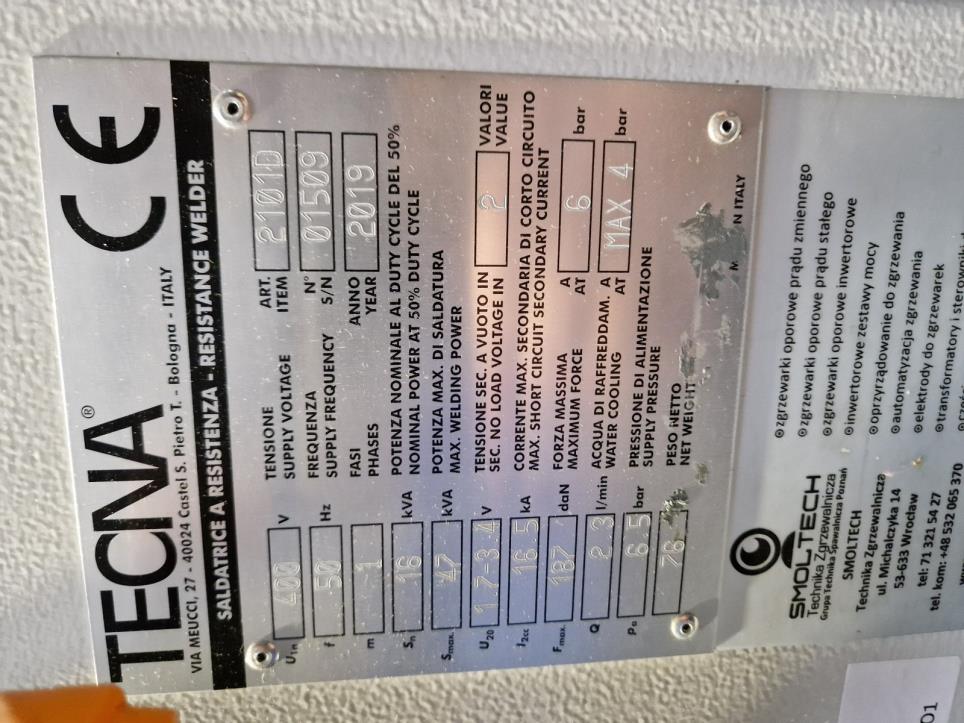 TECNA® CE
VIA MEUCCI, 27 - 40024 Castel S. Pietro T. - Bologna - ITALY
SALDATRICE A RESISTENZA - RESISTANCE WELDER
U1n 400 V TENSIONE SUPPLY VOLTAGE ART. ITEM 2101D
f 50 Hz FREQUENZA SUPPLY FREQUENCY N° S/N 01509
m 1 FASI PHASES ANNO YEAR 2019
Sn 16 kVA POTENZA NOMINALE AL DUTY CYCLE DEL 50%
NOMINAL POWER AT 50% DUTY CYCLE
Smax. 47 kVA POTENZA MAX. DI SALDATURA
MAX. WELDING POWER
U20 1.7-3.4 V TENSIONE SEC. A VUOTO IN
SEC. NO LOAD VOLTAGE IN 2 VALORI VALUE
I2cc 16.5 kA CORRENTE MAX. SECONDARIA DI CORTO CIRCUITO
MAX. SHORT CIRCUIT SECONDARY CURRENT
Fmax. 187 daN FORZA MASSIMA MAXIMUM FORCE A AT 6 bar
Q 2.3 l/min ACQUA DI RAFFREDDAM. WATER COOLING A AT MAX 4 bar
6.5 bar PRESSIONE DI ALIMENTAZIONE
SUPPLY PRESSURE
PESO NETTO
NET WEIGHT
N ITALY
SMOLTECH
Technika Zgrzewalnicza
Grupa Technika Spawalnicza Poznań
SMOLTECH
Technika Zgrzewalnicza
ul. Michalczyka 14
53-633 Wrocław
tel: 71 321 54 27
tel. kom: +48 532 065 370
zgrzewarki oporowe prądu zmiennego
zgrzewarki oporowe prądu stałego
zgrzewarki oporowe inwertorowe
inwertorowe zestawy mocy
oprzyrządowanie do zgrzewania
automatyzacja zgrzewania
elektrody do zgrzewarek
transformatory i sterowniki